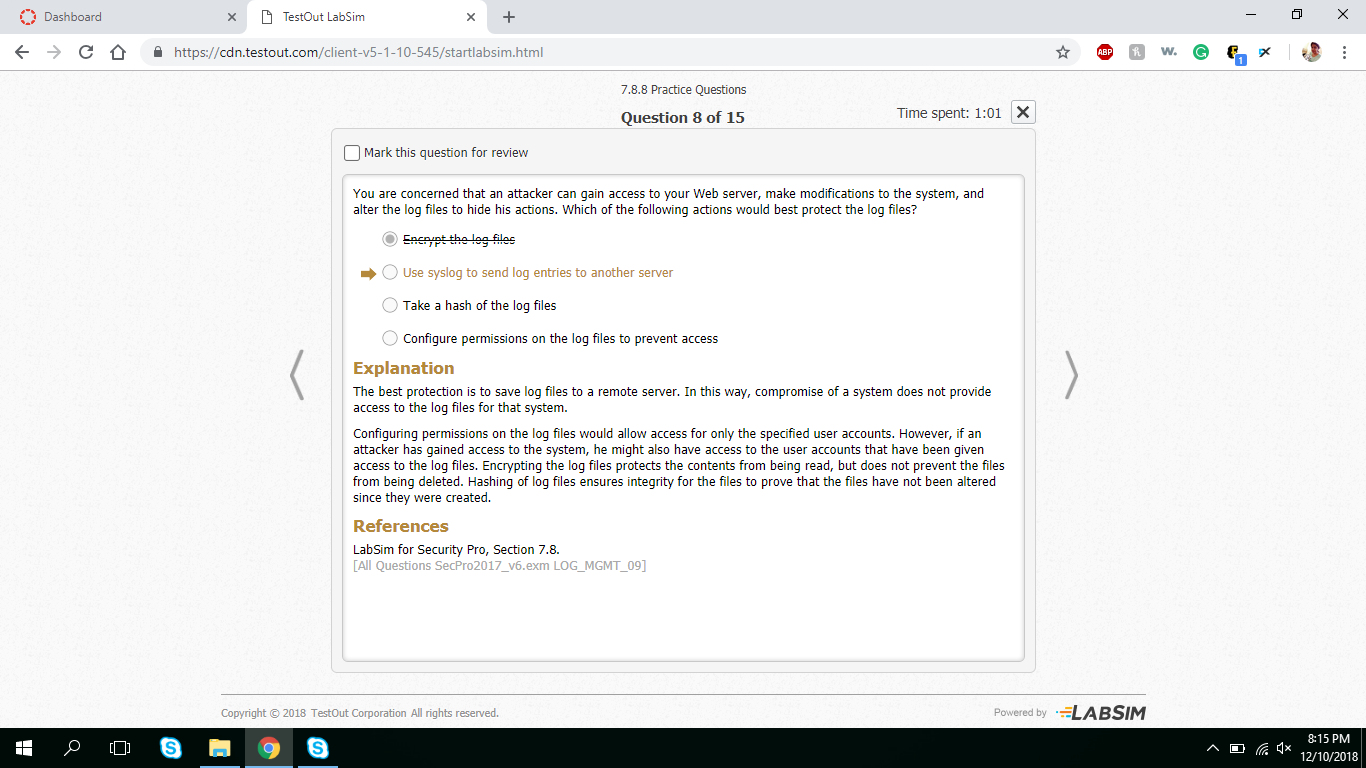 Dashboard
TestOut LabSim
https://cdn.testout.com/client-v5-1-10-545/startlabsim.html
ABP
w.
1
7.8.8 Practice Questions
Question 8 of 15
Time spent: 1:01
Mark this question for review
You are concerned that an attacker can gain access to your Web server, make modifications to the system, and
alter the log files to hide his actions. Which of the following actions would best protect the log files?
Encrypt the log files
Use syslog to send log entries to another server
Take a hash of the log files
Configure permissions on the log files to prevent access
Explanation
The best protection is to save log files to a remote server. In this way, compromise of a system does not provide
access to the log files for that system.
Configuring permissions on the log files would allow access for only the specified user accounts. However, if an
attacker has gained access to the system, he might also have access to the user accounts that have been given
access to the log files. Encrypting the log files protects the contents from being read, but does not prevent the files
from being deleted. Hashing of log files ensures integrity for the files to prove that the files have not been altered
since they were created.
References
LabSim for Security Pro, Section 7.8.
[All Questions SecPro2017_v6.exm LOG_MGMT_09]
Copyright © 2018 TestOut Corporation All rights reserved.
Powered by LABSIM
8:15 PM
12/10/2018